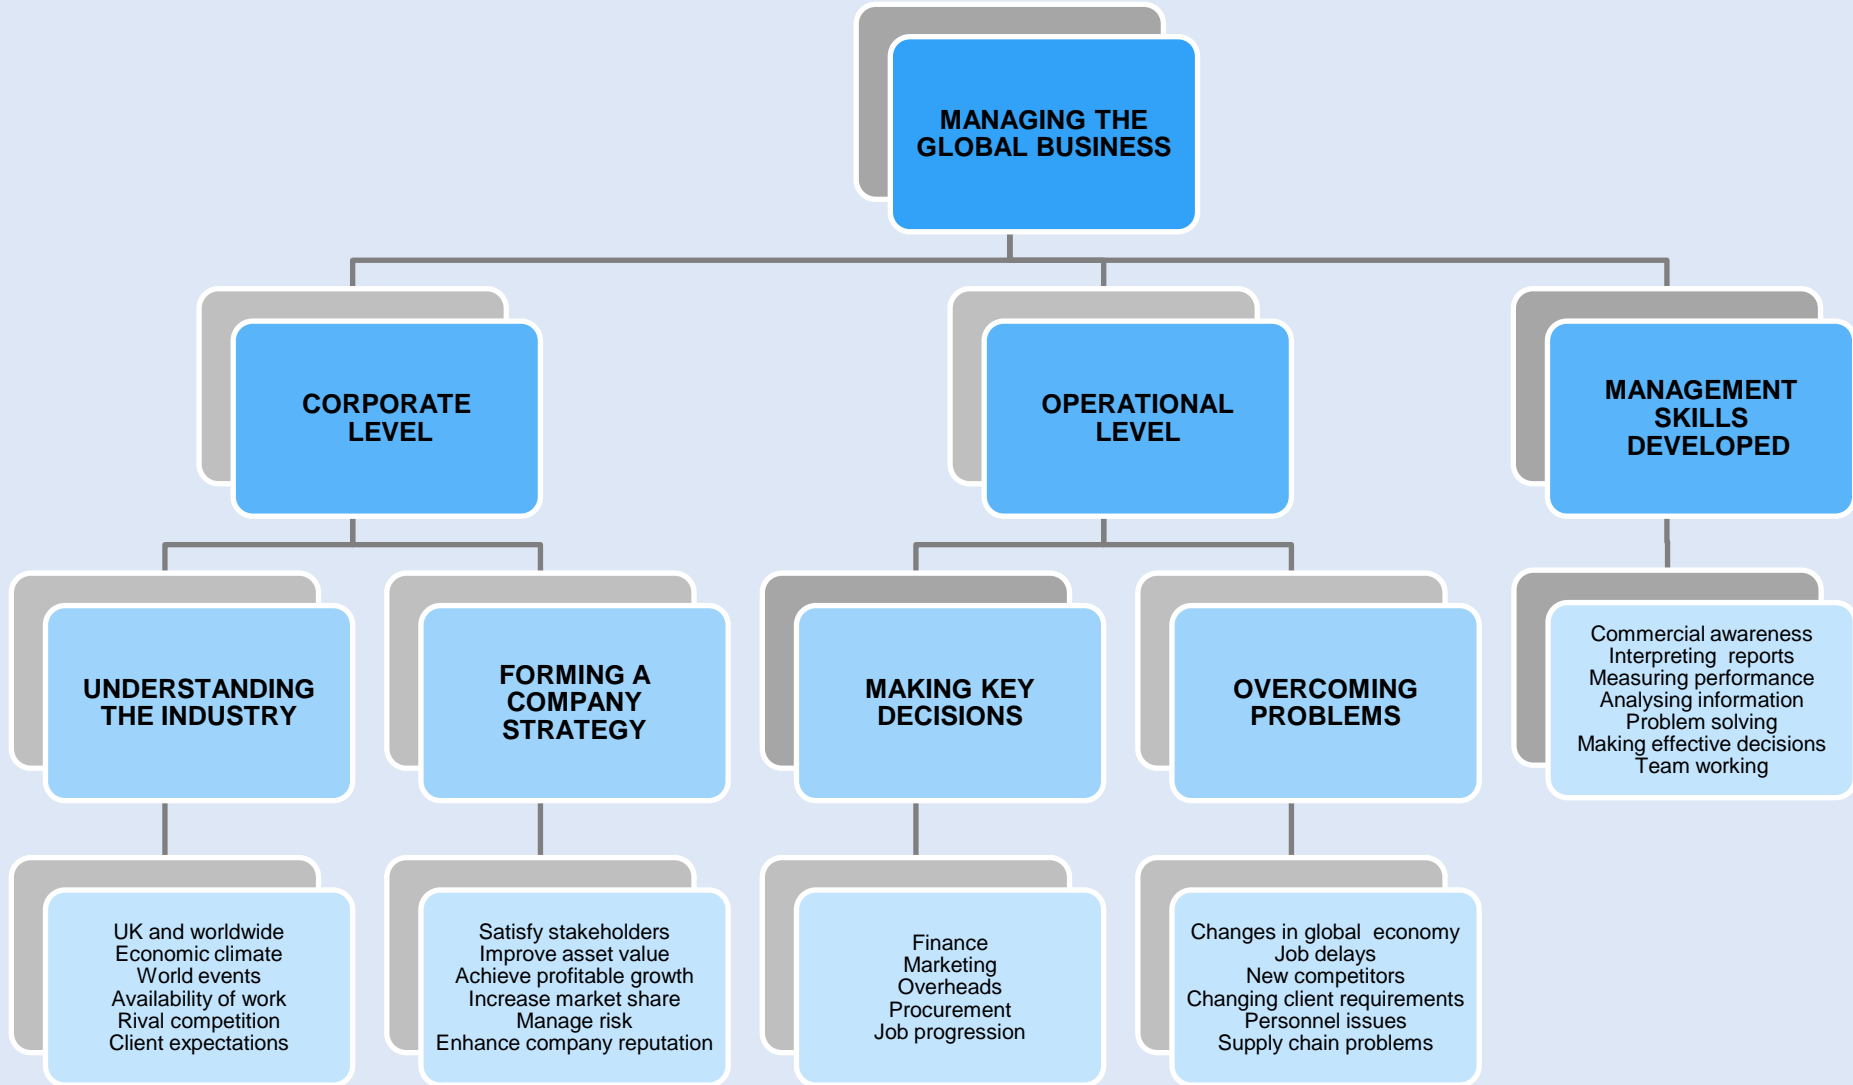 MANAGING THE
GLOBAL BUSINESS
CORPORATE
LEVEL
OPERATIONAL
LEVEL
MANAGEMENT
SKILLS
DEVELOPED
UNDERSTANDING
THE INDUSTRY
FORMING A
COMPANY
STRATEGY
MAKING KEY
DECISIONS
OVERCOMING
PROBLEMS
Commercial awareness
Interpreting reports
Measuring performance
Analysing information
Problem solving
Making effective decisions
Team working
UK and worldwide
Economic climate
World events
Availability of work
Rival competition
Client expectations
Satisfy stakeholders
Improve asset value
Achieve profitable growth
Increase market share
Manage risk
Enhance company reputation
Finance
Marketing
Overheads
Procurement
Job progression
Changes in global economy
Job delays
New competitors
Changing client requirements
Personnel issues
Supply chain problems